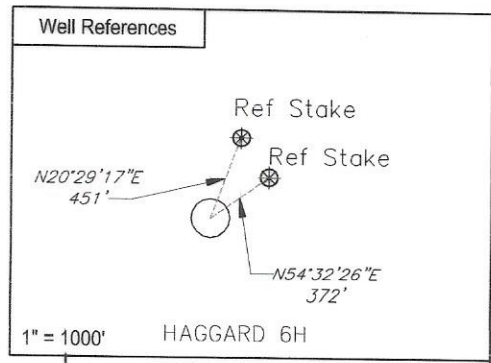 Well References
Ref Stake
Ref Stake
N20°29'17"E
451'
N54°32'26"E
372'
1" = 1000'
HAGGARD 6H